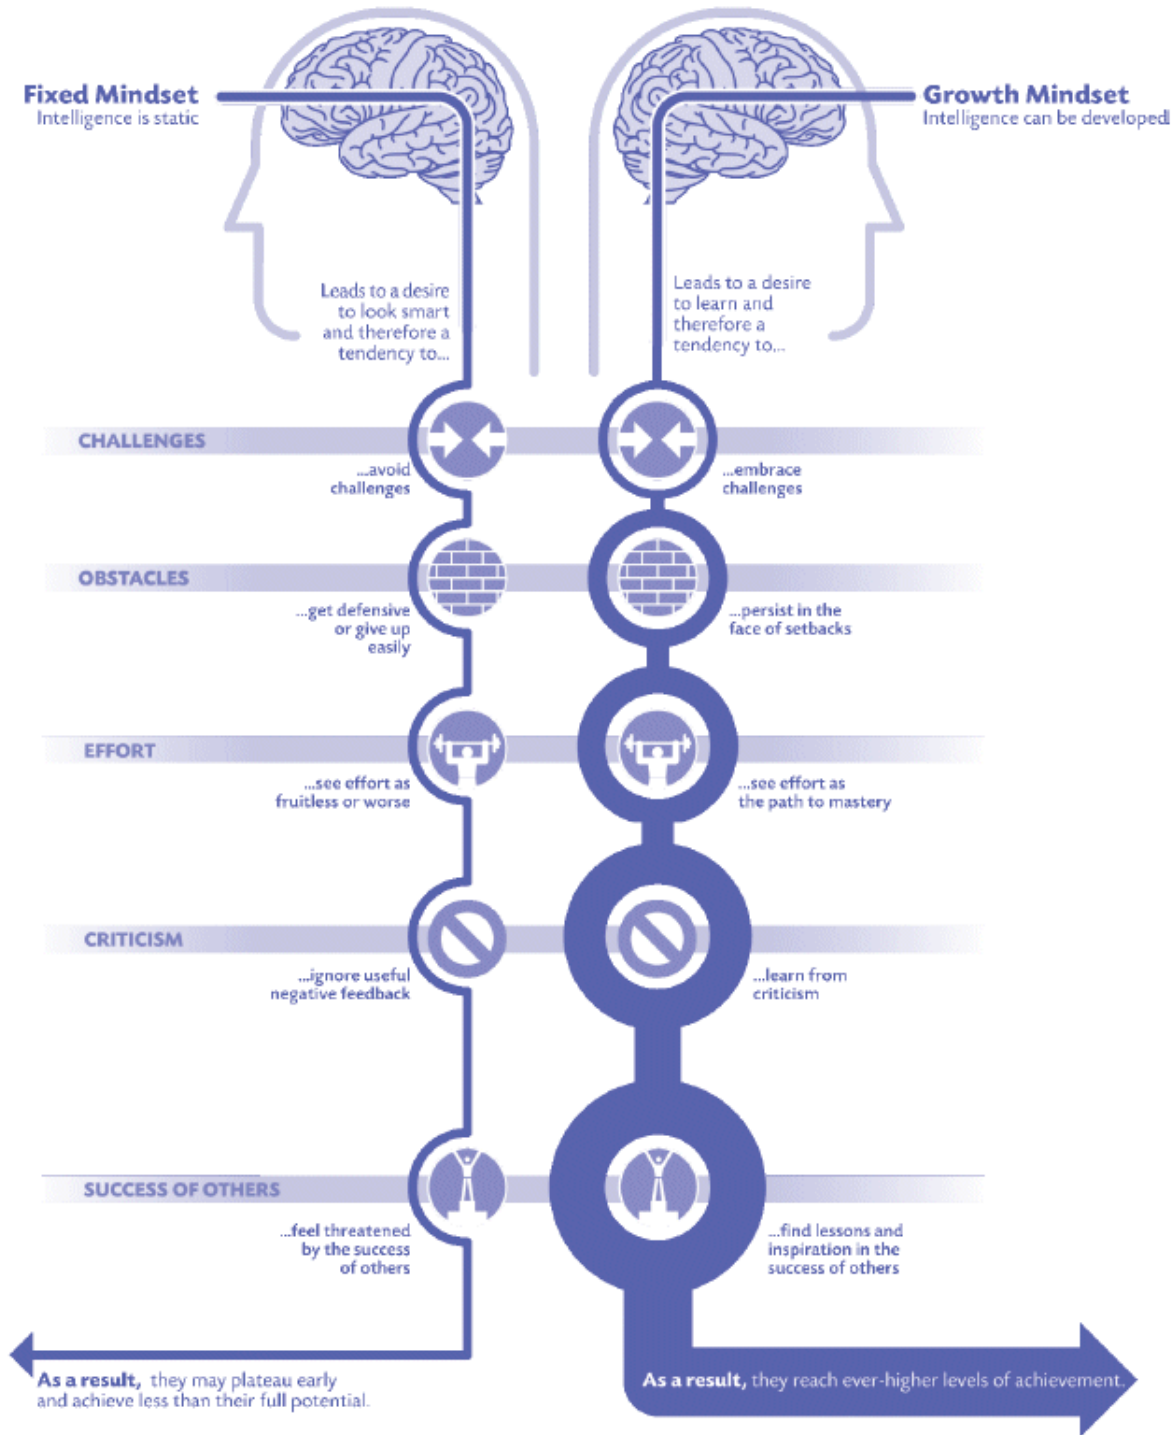 Fixed Mindset
Intelligence is static
Growth Mindset
Intelligence can be developed
Leads to a desire
to look smart
and therefore a
tendency to...
Leads to a desire
to learn and
therefore a
tendency to...
CHALLENGES
...avoid
challenges
...embrace
challenges
OBSTACLES
...get defensive
or give up
easily
...persist in the
face of setbacks
EFFORT
...see effort as
fruitless or worse
...see effort as
the path to mastery
CRITICISM
...ignore useful
negative feedback
...learn from
criticism
SUCCESS OF OTHERS
...feel threatened
by the success
of others
...find lessons and
inspiration in the
success of others
As a result, they may plateau early
and achieve less than their full potential.
As a result, they reach ever-higher levels of achievement.